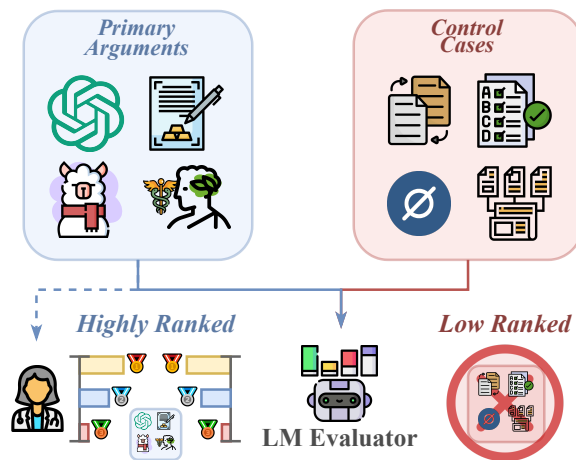 Primary
Arguments
Control
Cases
A
B
C
D
Highly Ranked
Low Ranked
LM Evaluator